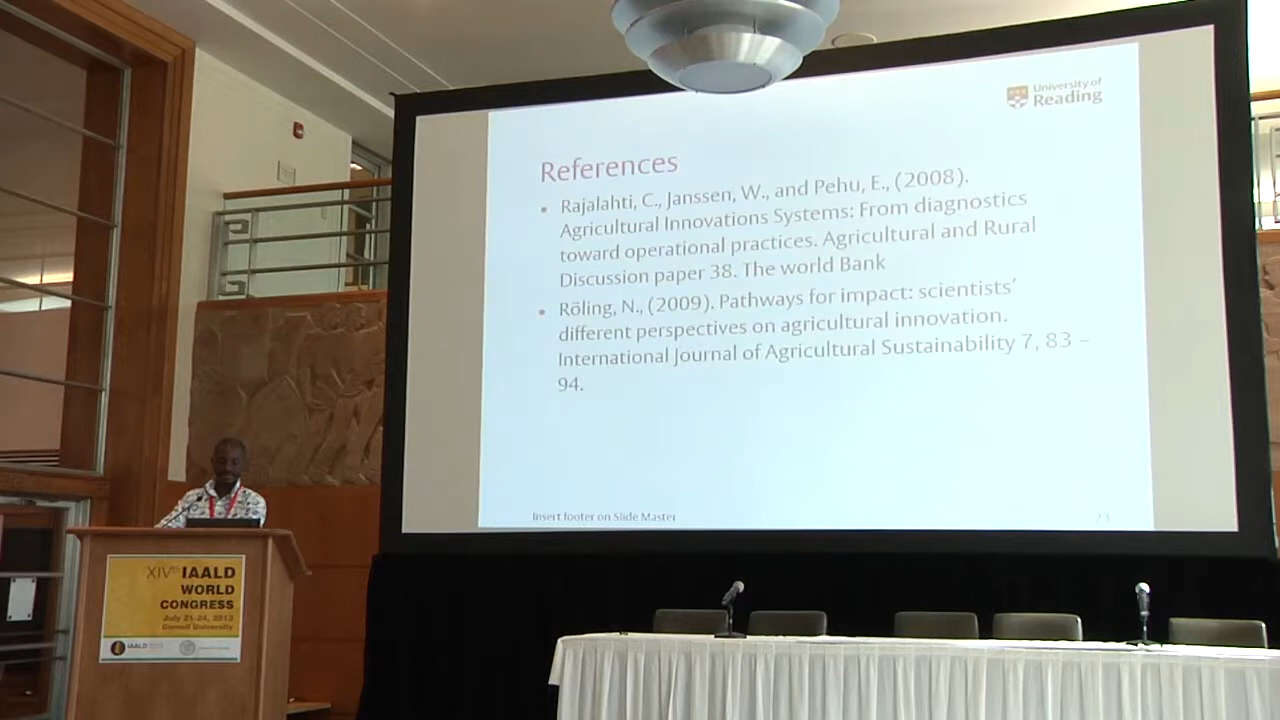 University of
Reading
References
• Rajalahti, C., Janssen, W., and Pehu, E., (2008).
Agricultural Innovations Systems: From diagnostics
toward operational practices. Agricultural and Rural
Discussion paper 38. The world Bank
• Röling, N., (2009). Pathways for impact: scientists'
different perspectives on agricultural innovation.
International Journal of Agricultural Sustainability 7, 83 –
94.
Insert footer on Slide Master
23
XIVth IAALD
WORLD
CONGRESS
July 21-24, 2013
Cornell University
IAALD